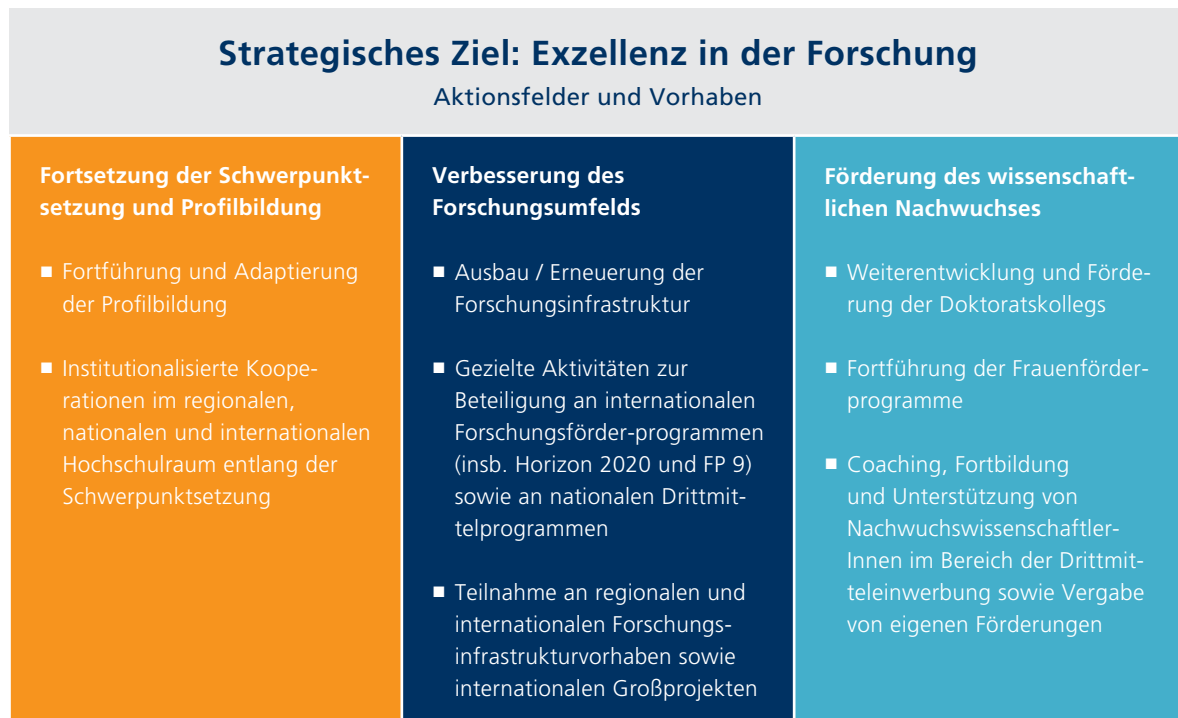 Strategisches Ziel: Exzellenz in der Forschung
Aktionsfelder und Vorhaben
Fortsetzung der Schwerpunkt-
setzung und Profilbildung
■ Fortführung und Adaptierung
der Profilbildung
■ Institutionalisierte Koope-
rationen im regionalen,
nationalen und internationalen
Hochschulraum entlang der
Schwerpunktsetzung
Verbesserung des
Forschungsumfelds
■ Ausbau / Erneuerung der
Forschungsinfrastruktur
■ Gezielte Aktivitäten zur
Beteiligung an internationalen
Forschungsförder-programmen
(insb. Horizon 2020 und FP 9)
sowie an nationalen Drittmit-
telprogrammen
■ Teilnahme an regionalen und
internationalen Forschungs-
infrastrukturvorhaben sowie
internationalen Großprojekten
Förderung des wissenschaft-
lichen Nachwuchses
■ Weiterentwicklung und Förde-
rung der Doktoratskollegs
■ Fortführung der Frauenförder-
programme
■ Coaching, Fortbildung
und Unterstützung von
NachwuchswissenschaftlerInnen
Innen im Bereich der Drittmit-
teleinwerbung sowie Vergabe
von eigenen Förderungen